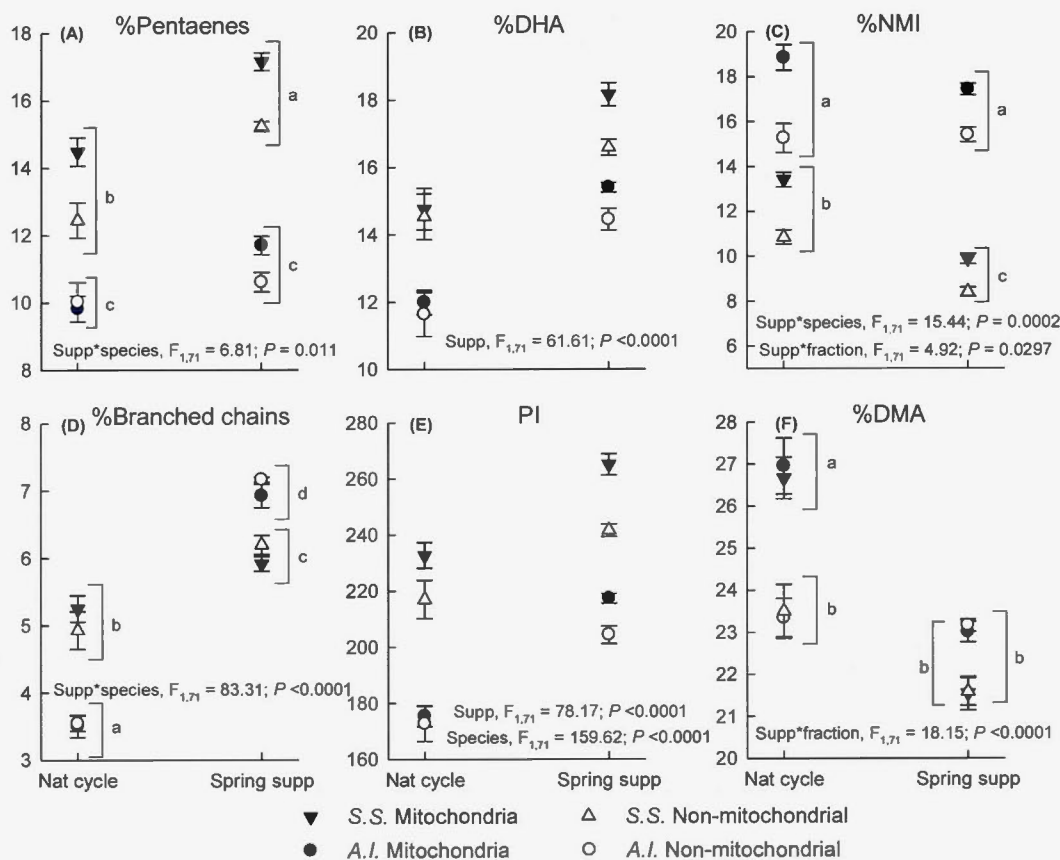 (A) %Pentaenes
18
16
14
12
10
8
a
b
c
c
Supp*species, F1,71 = 6.81; P = 0.011
(B) %DHA
20
18
16
14
12
10
Supp, F1,71 = 61.61; P <0.0001
(C) %NMI
20
18
16
14
12
10
8
6
a
a
b
c
Supp*species, F1,71 = 15.44; P = 0.0002
Supp*fraction, F1,71 = 4.92; P = 0.0297
(D) %Branched chains
8
7
6
5
4
3
d
c
b
a
Supp*species, F1,71 = 83.31; P <0.0001
Nat cycle Spring supp
(E) PI
280
260
240
220
200
180
160
Supp, F1,71 = 78.17; P <0.0001
Species, F1,71 = 159.62; P <0.0001
Nat cycle Spring supp
(F) %DMA
28
27
26
25
24
23
22
21
20
a
b
b
b
Supp*fraction, F1,71 = 18.15; P <0.0001
Nat cycle Spring supp
S.S. Mitochondria S.S. Non-mitochondrial
A.I. Mitochondria A.I. Non-mitochondrial